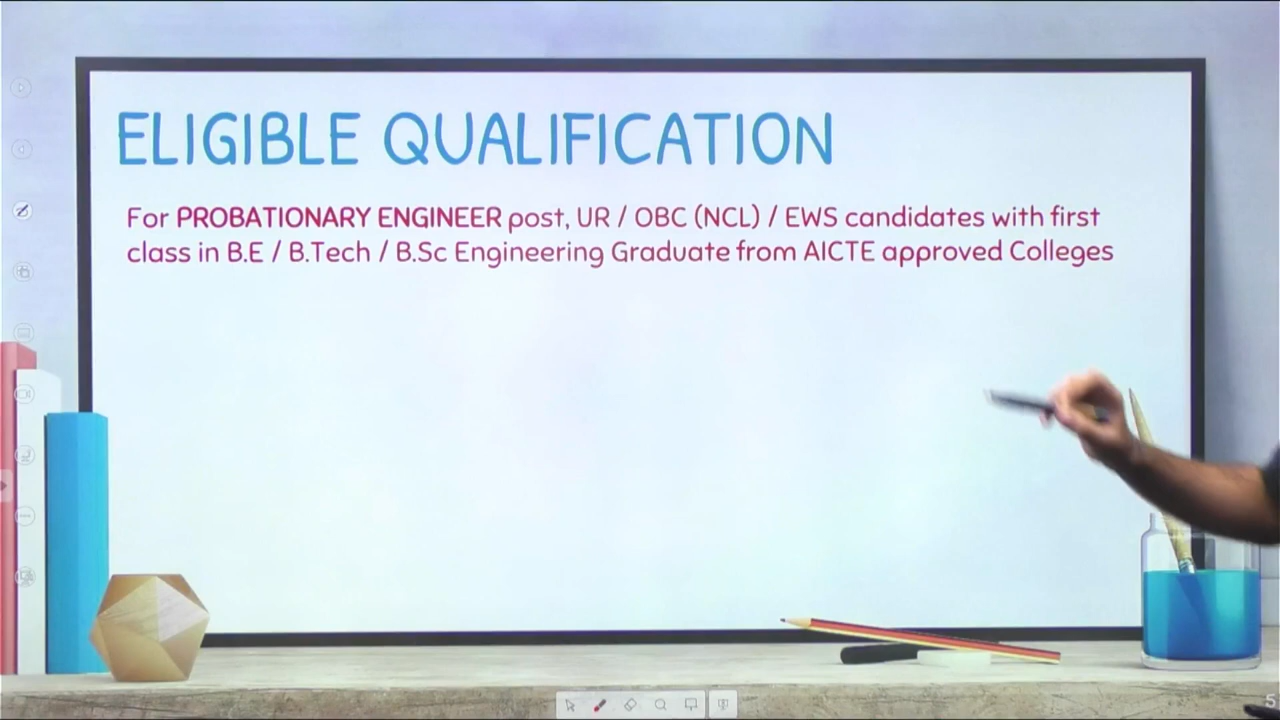 ELIGIBLE QUALIFICATION
For PROBATIONARY ENGINEER post, UR / OBC (NCL) / EWS candidates with first
class in B.E / B.Tech / B.Sc Engineering Graduate from AICTE approved Colleges
5